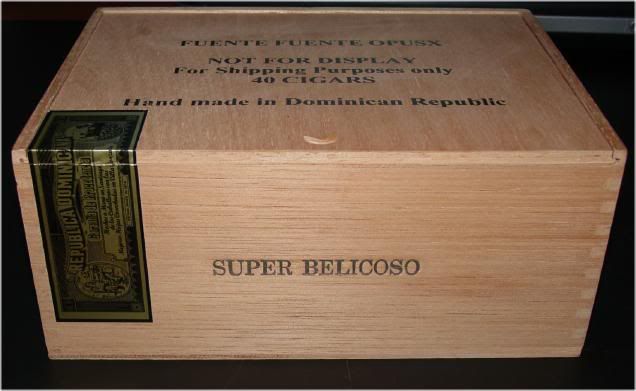 FUENTE FUENTE OPUSX
NOT FOR DISPLAY
For Shipping Purposes only
40 CIGARS
Hand made in Dominican Republic
REPUBLICA DOMINICANA
SUPER BELICOSO